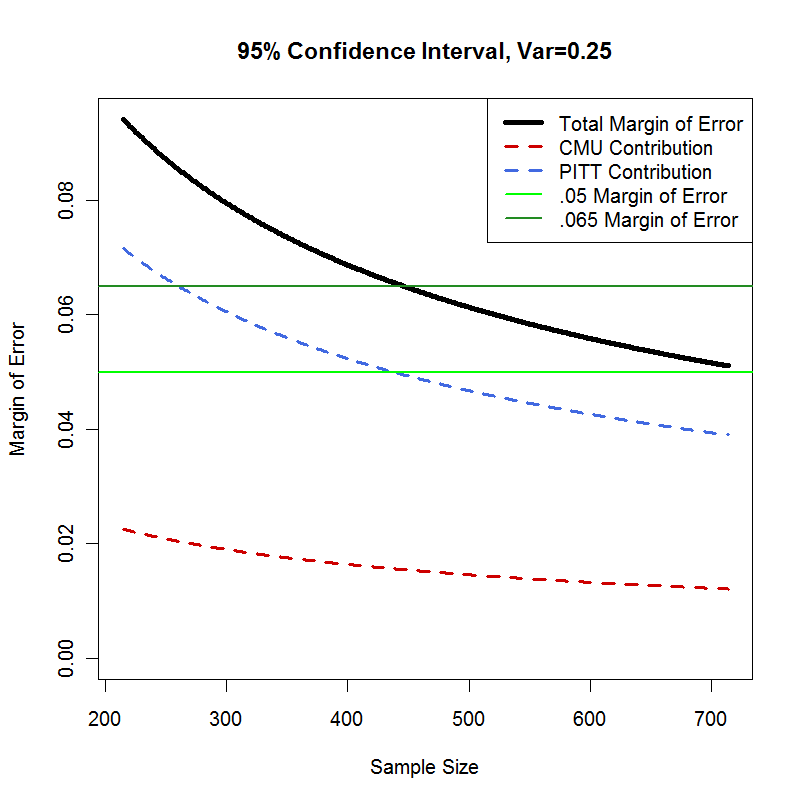 95% Confidence Interval, Var=0.25
Total Margin of Error
CMU Contribution
PITT Contribution
.05 Margin of Error
.065 Margin of Error
Margin of Error
0.08
0.06
0.04
0.02
0.00
200 300 400 500 600 700
Sample Size